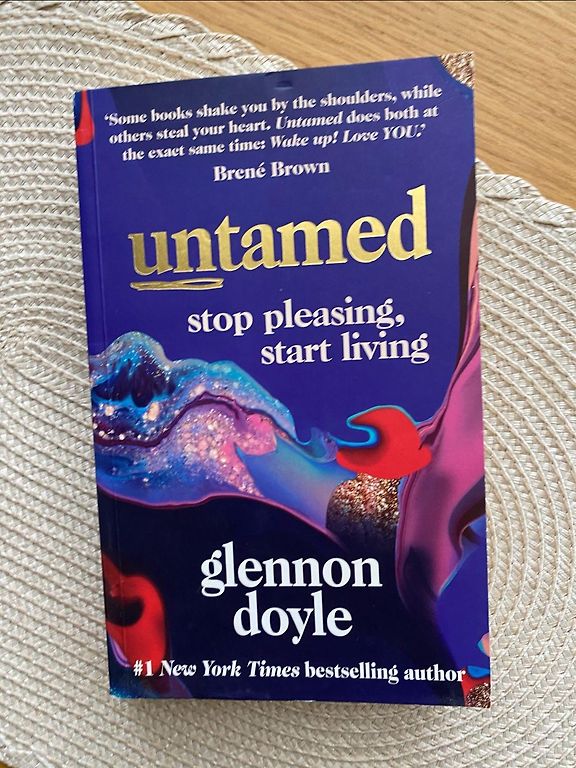 ‘Some books shake you by the shoulders, while
others steal your heart. Untamed does both at
the exact same time: Wake up! Love YOU.’
Brené Brown
untamed
stop pleasing,
start living
glennon
doyle
#1 New York Times bestselling author